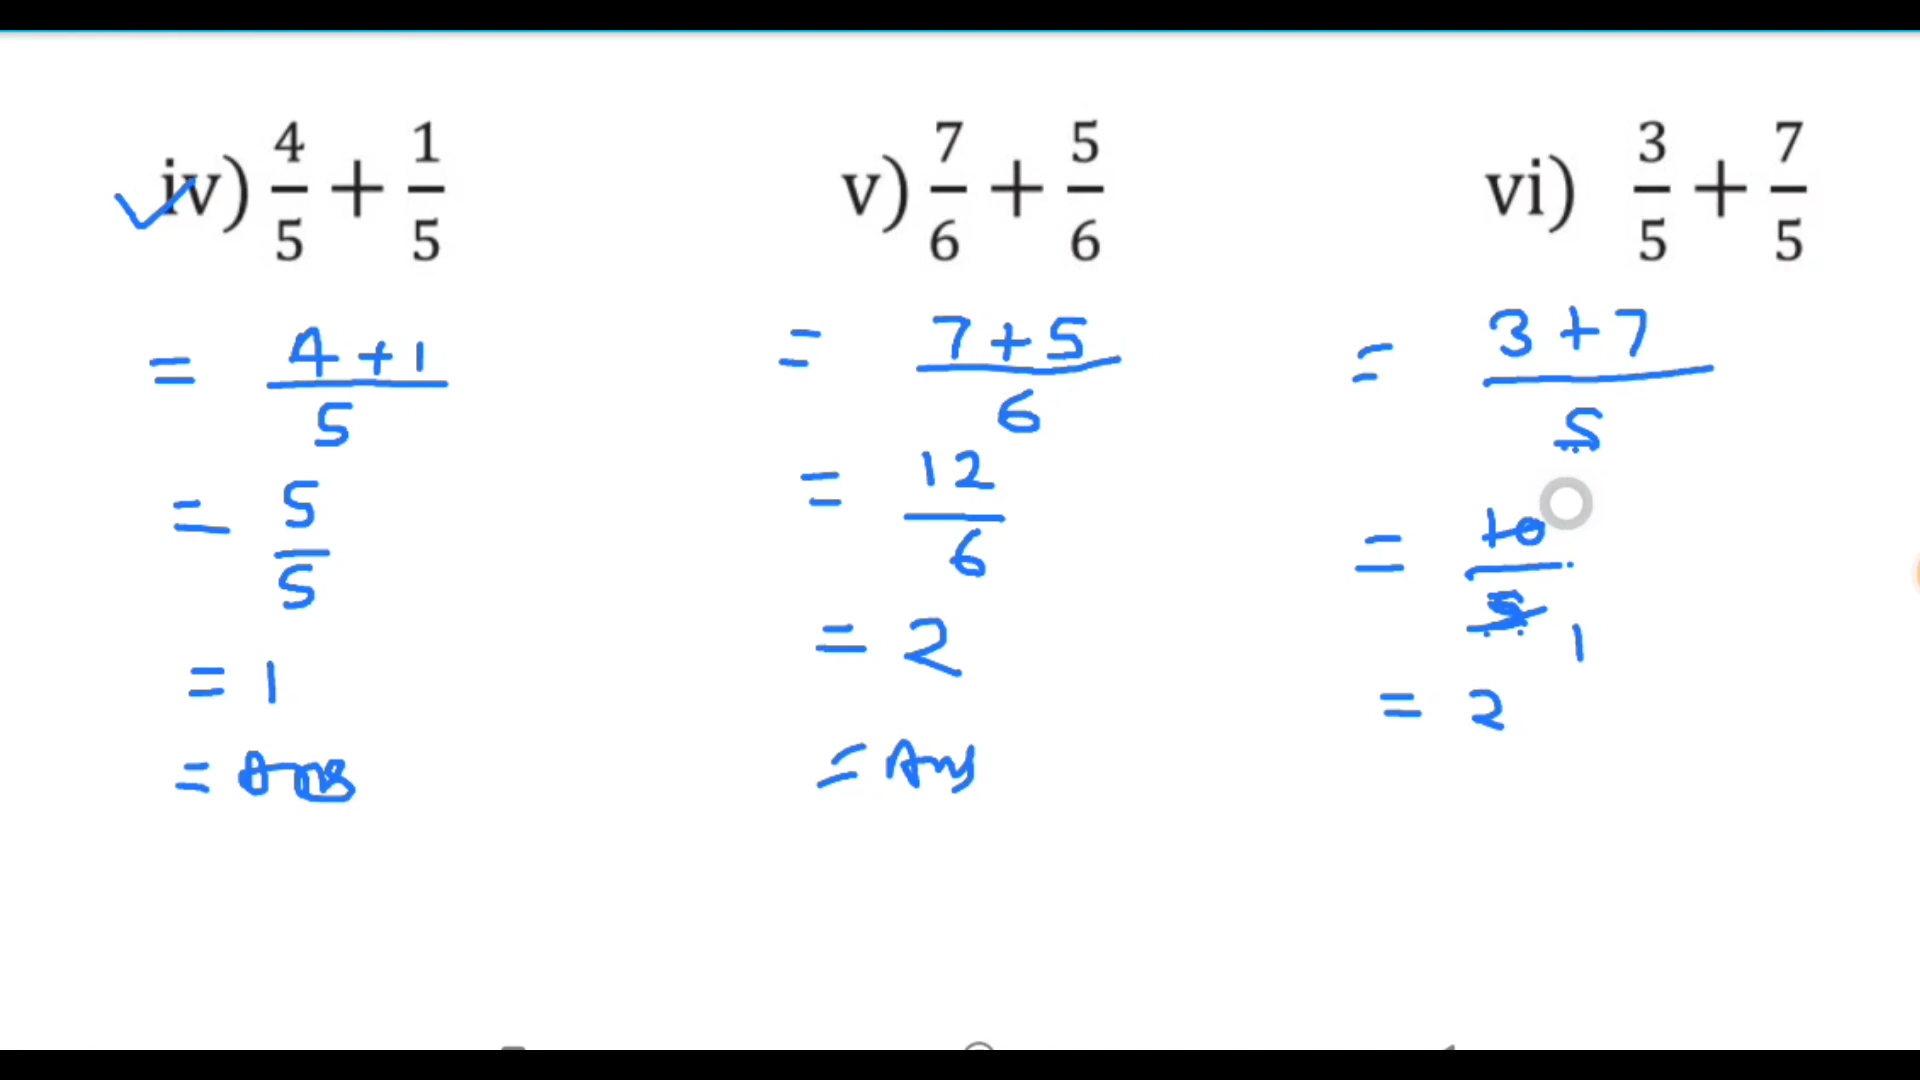 iv) 4/5 + 1/5
= 4+1/5
= 5/5
= 1
= Ans
v) 7/6 + 5/6
= 7+5/6
= 12/6
= 2
= Ans
vi) 3/5 + 7/5
= 3+7/5
= 10/5 1
= 2